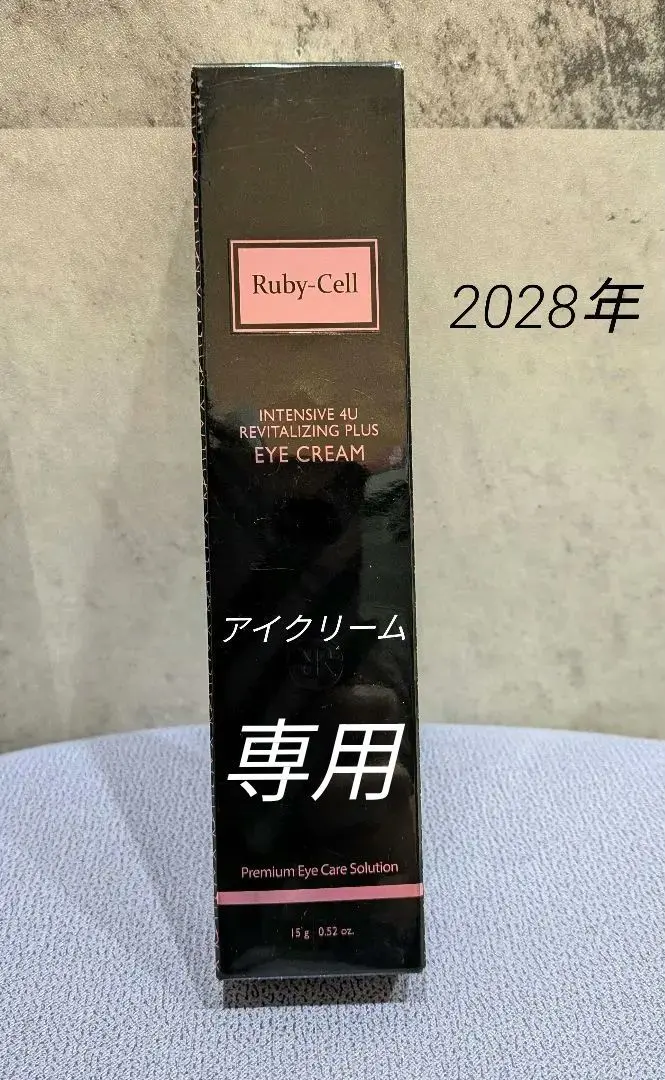 Ruby-Cell
2028年
INTENSIVE 4U
REVITALIZING PLUS
EYE CREAM
アイクリーム
専用
Premium Eye Care Solution
15 g 0.52 oz.